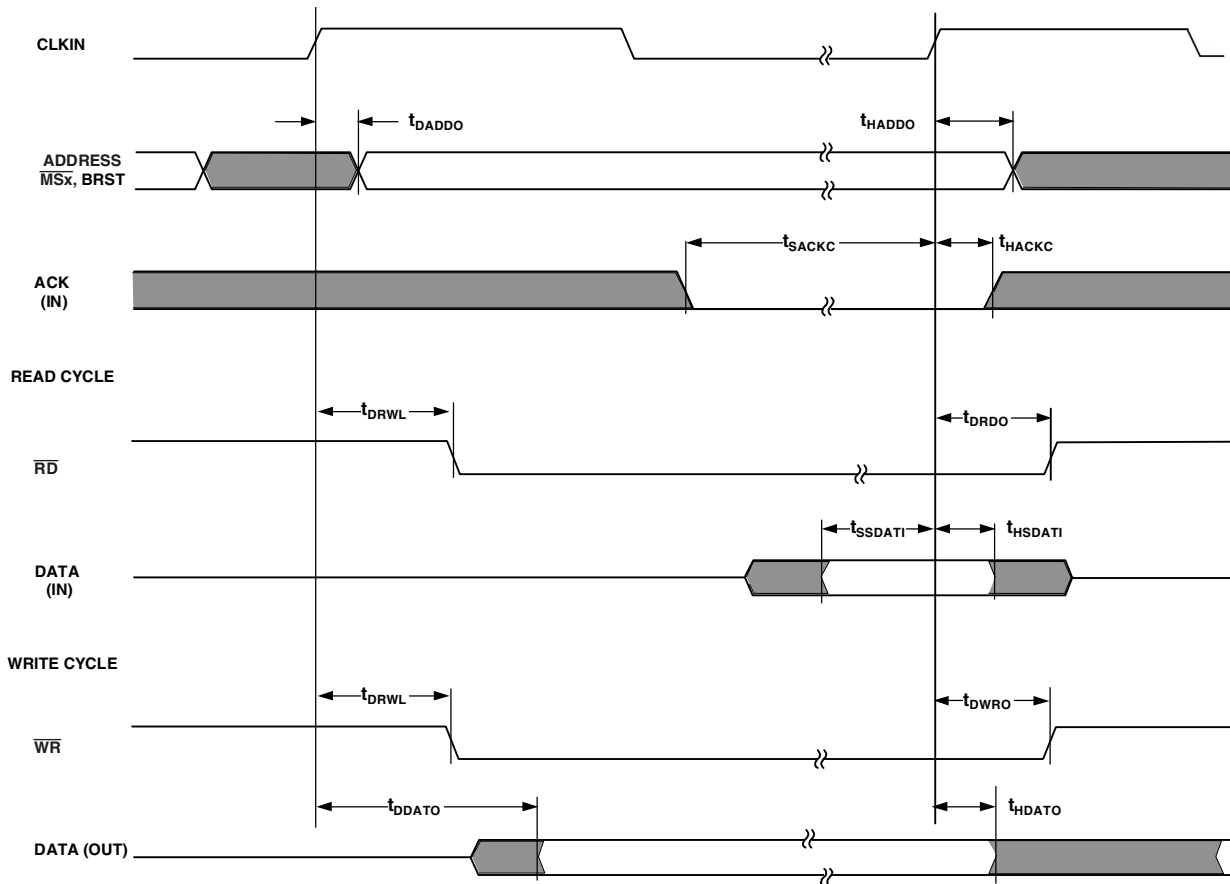 CLKIN
tDADDO
tHADDO
ADDRESS
MSx, BRST
tSACKC
tHACKC
ACK
(IN)
READ CYCLE
tDRWL
tDRDO
RD
tSSDATI
tHSDATI
DATA
(IN)
WRITE CYCLE
tDRWL
tDWRO
WR
tDDATO
tHDATO
DATA (OUT)